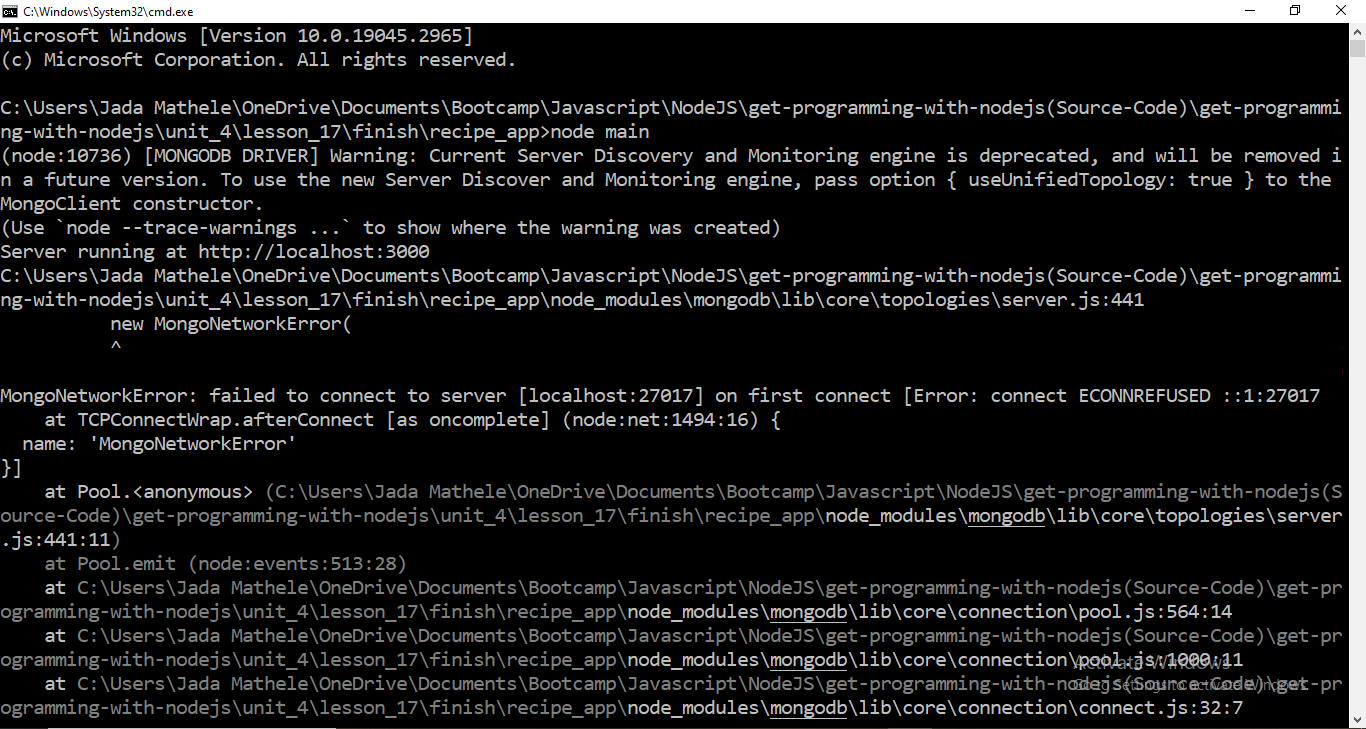 C:\Windows\System32\cmd.exe
Microsoft Windows [Version 10.0.19045.2965]
(c) Microsoft Corporation. All rights reserved.
C:\Users\Jada Mathele\OneDrive\Documents\Bootcamp\Javascript\NodeJS\get-programming-with-nodejs(Source-Code)\get-programmi
ng-with-nodejs\unit_4\lesson_17\finish\recipe_app>node main
(node:10736) [MONGODB DRIVER] Warning: Current Server Discovery and Monitoring engine is deprecated, and will be removed i
n a future version. To use the new Server Discover and Monitoring engine, pass option { useUnifiedTopology: true } to the
MongoClient constructor.
(Use `node --trace-warnings ...` to show where the warning was created)
Server running at http://localhost:3000
C:\Users\Jada Mathele\OneDrive\Documents\Bootcamp\Javascript\NodeJS\get-programming-with-nodejs(Source-Code)\get-programmi
ng-with-nodejs\unit_4\lesson_17\finish\recipe_app\node_modules\mongodb\lib\core\topologies\server.js:441
          new MongoNetworkError(
          ^
MongoNetworkError: failed to connect to server [localhost:27017] on first connect [Error: connect ECONNREFUSED ::1:27017
    at TCPConnectWrap.afterConnect [as oncomplete] (node:net:1494:16) {
  name: 'MongoNetworkError'
}]
    at Pool.<anonymous> (C:\Users\Jada Mathele\OneDrive\Documents\Bootcamp\Javascript\NodeJS\get-programming-with-nodejs(S
ource-Code)\get-programming-with-nodejs\unit_4\lesson_17\finish\recipe_app\node_modules\mongodb\lib\core\topologies\server
.js:441:11)
    at Pool.emit (node:events:513:28)
    at C:\Users\Jada Mathele\OneDrive\Documents\Bootcamp\Javascript\NodeJS\get-programming-with-nodejs(Source-Code)\get-pr
ogramming-with-nodejs\unit_4\lesson_17\finish\recipe_app\node_modules\mongodb\lib\core\connection\pool.js:564:14
    at C:\Users\Jada Mathele\OneDrive\Documents\Bootcamp\Javascript\NodeJS\get-programming-with-nodejs(Source-Code)\get-pr
ogramming-with-nodejs\unit_4\lesson_17\finish\recipe_app\node_modules\mongodb\lib\core\connection\pool.js:1000:11
Activate Windows
    at C:\Users\Jada Mathele\OneDrive\Documents\Bootcamp\Javascript\NodeJS\get-programming-with-nodejs(Source-Code)\get-pr
Go to Settings to activate Windows.
ogramming-with-nodejs\unit_4\lesson_17\finish\recipe_app\node_modules\mongodb\lib\core\connection\connect.js:32:7